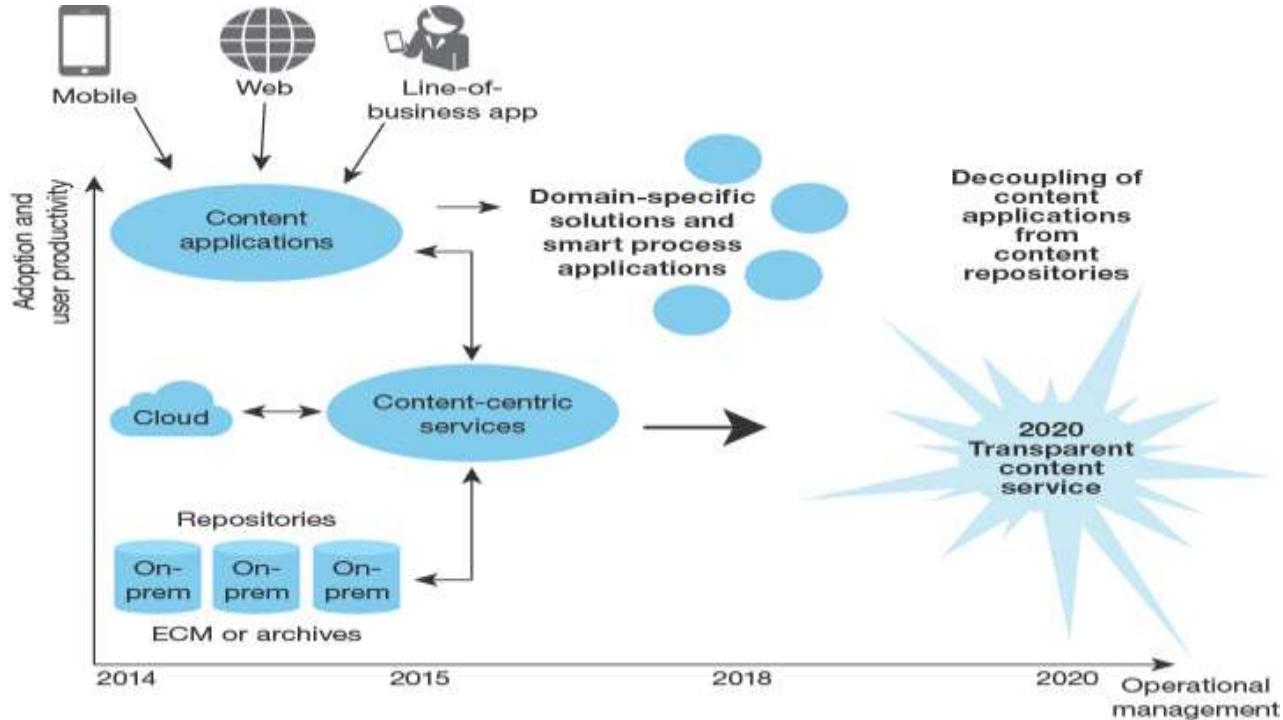 Mobile
Web
Line-of-
business app
Adoption and
user productivity
Content
applications
Domain-specific
solutions and
smart process
applications
Decoupling of
content
applications
from
content
repositories
Cloud
Content-centric
services
2020
Transparent
content
service
Repositories
On-
prem
On-
prem
On-
prem
ECM or archives
2014
2015
2018
2020
Operational
management